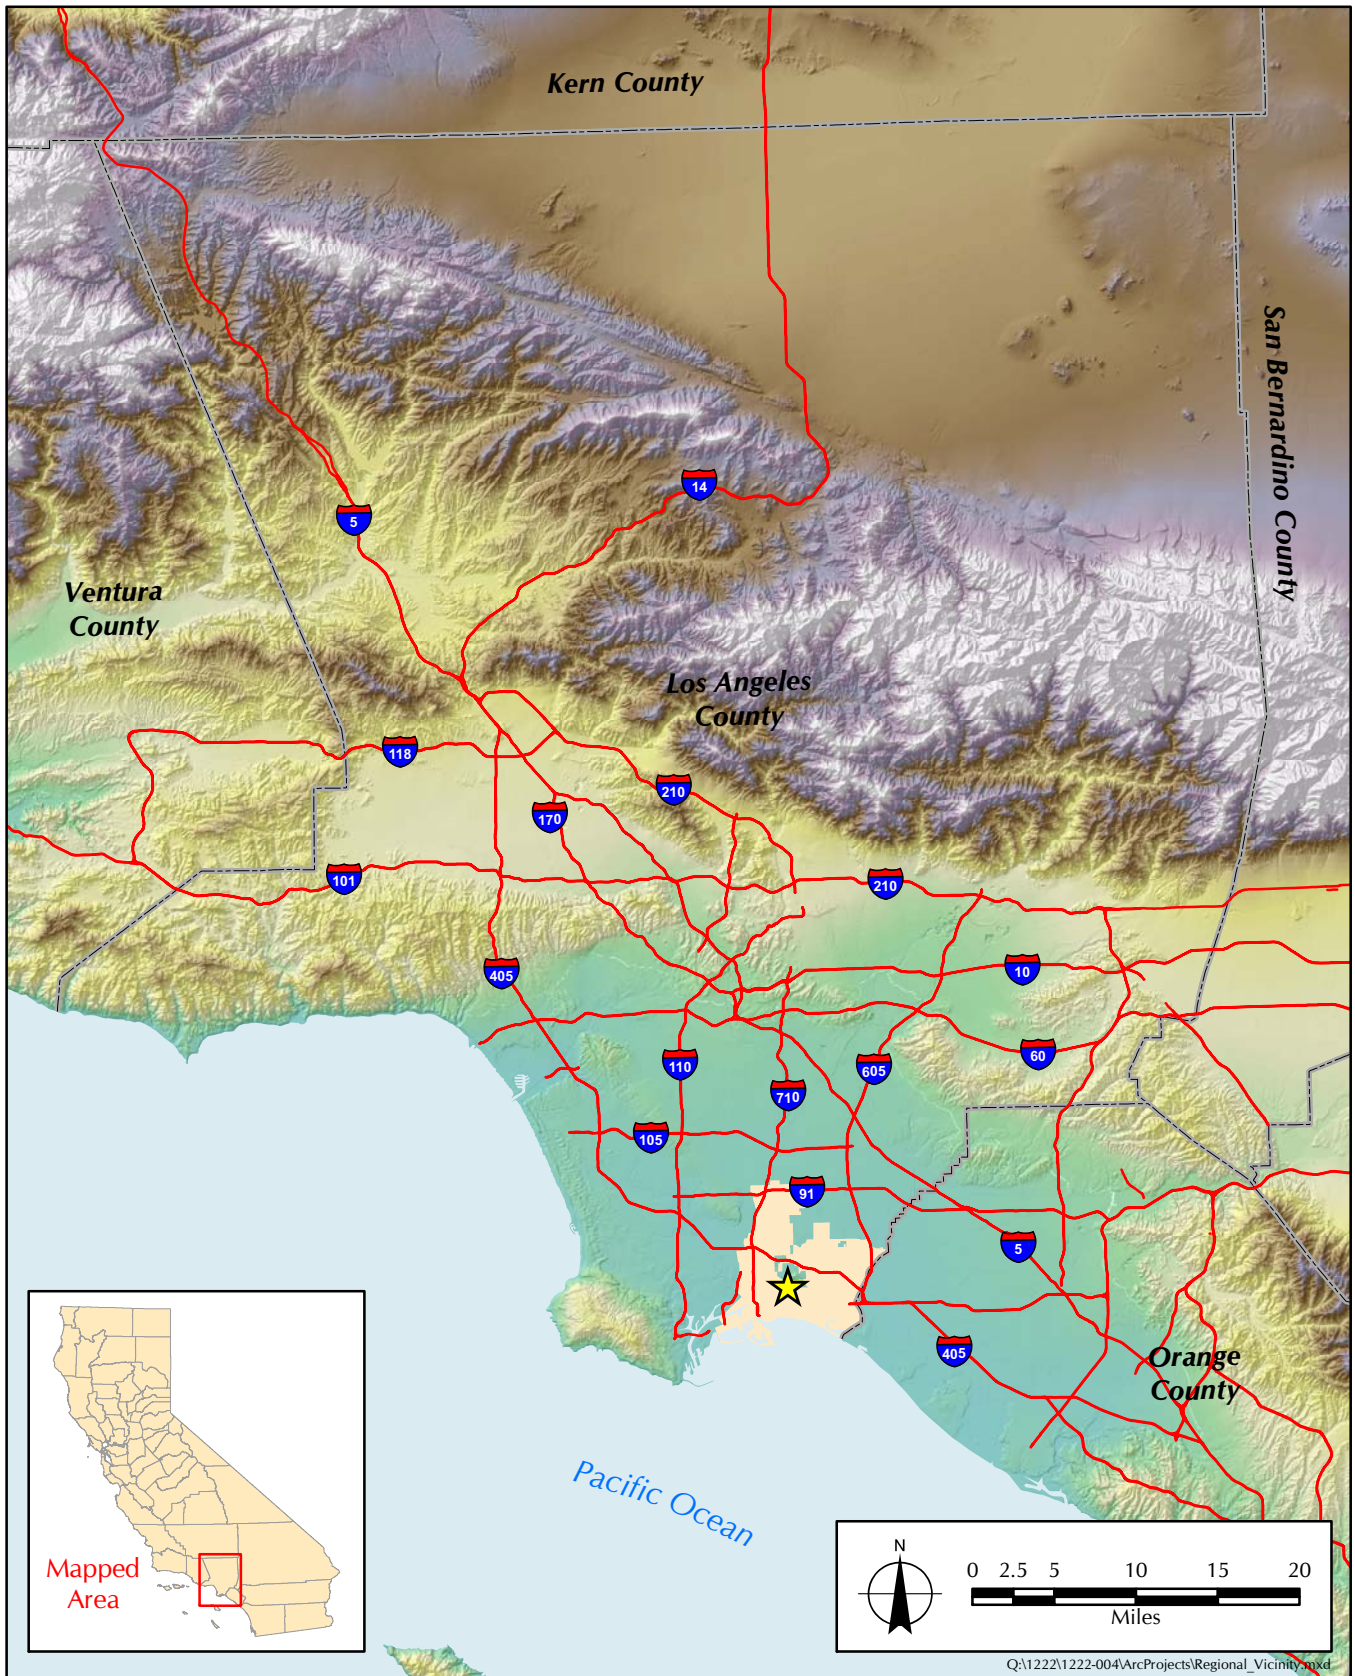 Kern County
San Bernardino County
14
5
Ventura
County
Los Angeles
County
118
210
170
101
210
405
10
60
110
605
710
105
91
5
405
Orange
County
Pacific Ocean
Mapped
Area
N
0 2.5 5 10 15 20
Miles
Q:\1222\1222-004\ArcProjects\Regional_Vicinity.mxd